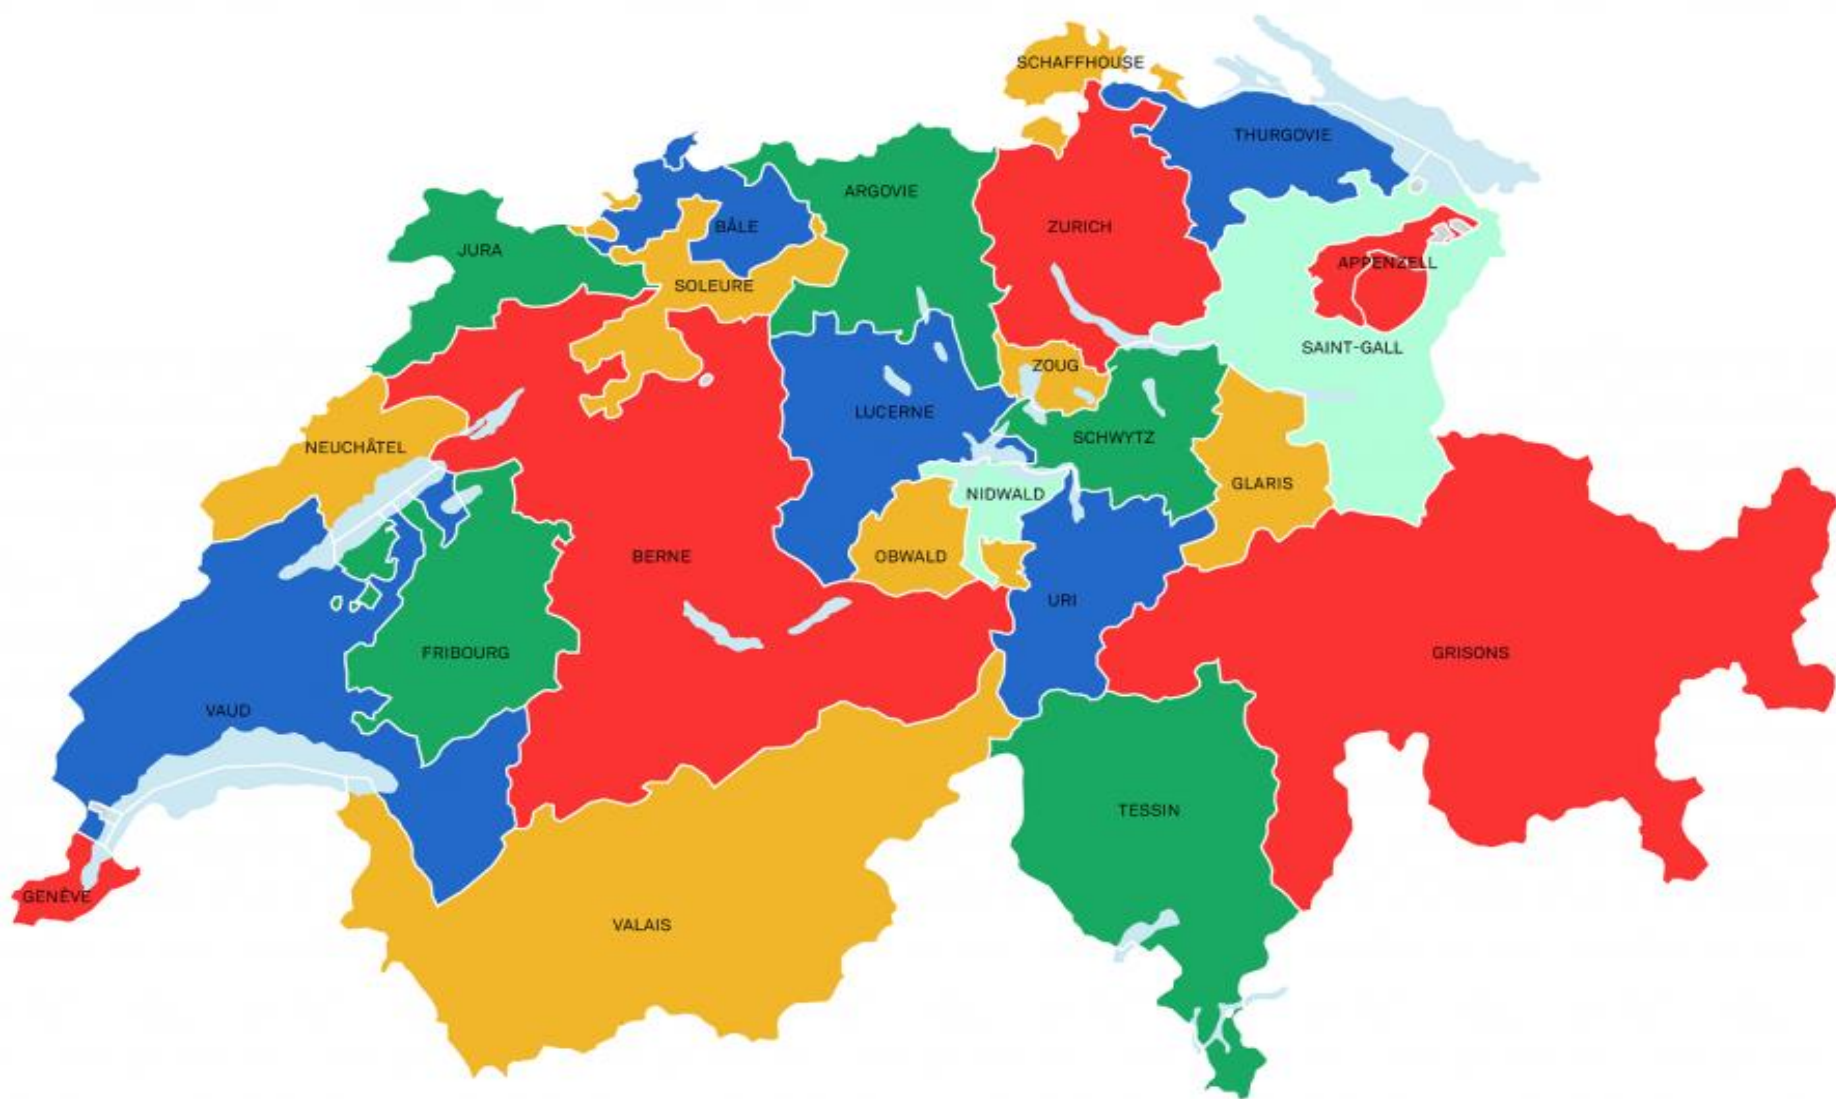 SCHAFFHOUSE
THURGOVIE
ARGOVIE
ZURICH
BÂLE
JURA
APPENZELL
SOLEURE
SAINT-GALL
ZOUG
LUCERNE
SCHWYTZ
NEUCHÂTEL
GLARIS
NIDWALD
BERNE
OBWALD
URI
FRIBOURG
GRISONS
VAUD
TESSIN
GENÈVE
VALAIS